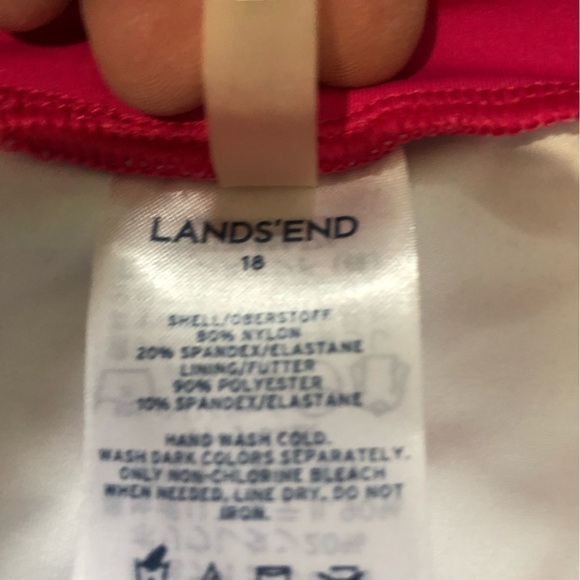 LANDS'END
18
SHELL/OBERSTOFF
80% NYLON
20% SPANDEX/ELASTANE
LINING/FUTTER
90% POLYESTER
10% SPANDEX/ELASTANE
HAND WASH COLD.
WASH DARK COLORS SEPARATELY.
ONLY NON-CHLORINE BLEACH
WHEN NEEDED. LINE DRY. DO NOT
IRON.